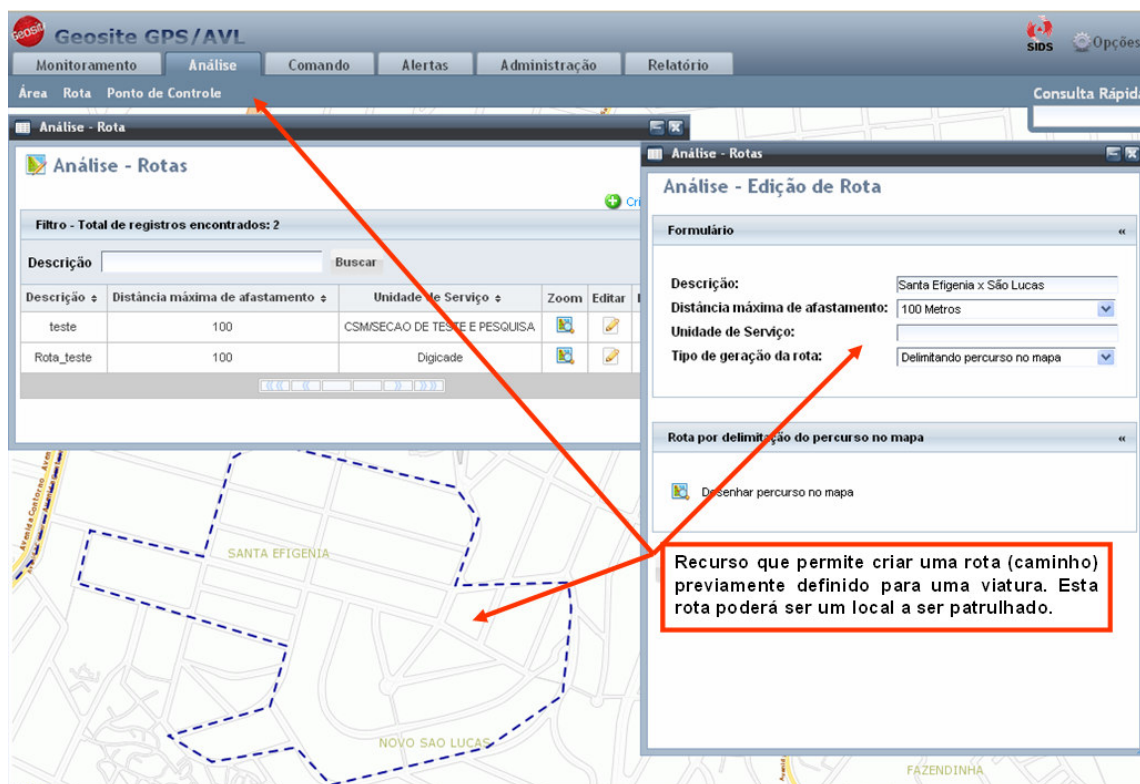 Geosite
Geosite GPS/AVL
SIDS
Opções
Monitoramento Análise Comando Alertas Administração Relatório
Área Rota Ponto de Controle
Consulta Rápida
Análise - Rota
Análise - Rotas
Filtro - Total de registros encontrados: 2
Descrição Buscar
Descrição Distância máxima de afastamento Unidade de Serviço Zoom Editar
teste 100 CSM/SECAO DE TESTE E PESQUISA
Rota_teste 100 Digicade
Análise - Rotas
Análise - Edição de Rota
Formulário «
Descrição: Santa Efigenia x São Lucas
Distância máxima de afastamento: 100 Metros
Unidade de Serviço:
Tipo de geração da rota: Delimitando percurso no mapa
Rota por delimitação do percurso no mapa «
Desenhar percurso no mapa
Recurso que permite criar uma rota (caminho)
previamente definido para uma viatura. Esta
rota poderá ser um local a ser patrulhado.
Avenida Contorno
SANTA EFIGENIA
NOVO SAO LUCAS
FAZENDINHA